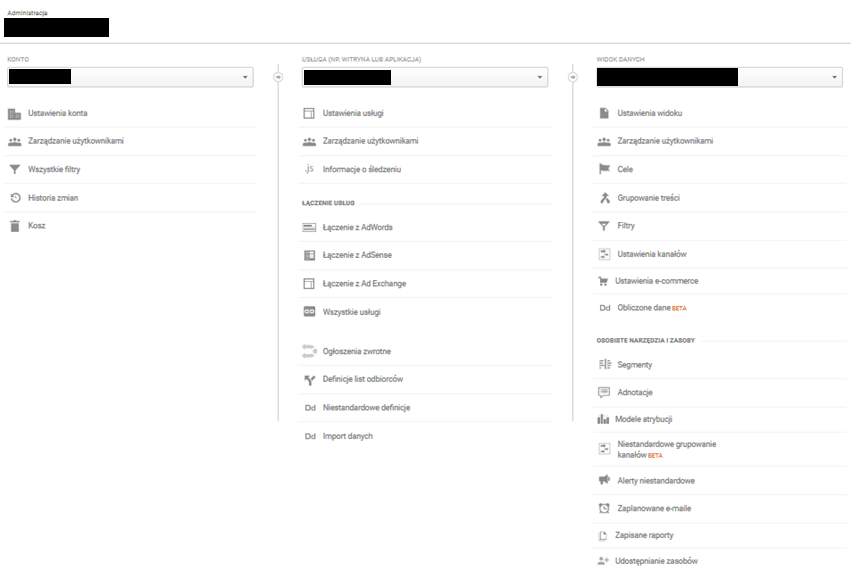 Administracja
KONTO
Ustawienia konta
Zarządzanie użytkownikami
Wszystkie filtry
Historia zmian
Kosz
USŁUGA (NP. WITRYNA LUB APLIKACJA)
Ustawienia usługi
Zarządzanie użytkownikami
.js Informacje o śledzeniu
ŁĄCZENIE USŁUG
Łączenie z AdWords
Łączenie z AdSense
Łączenie z Ad Exchange
Wszystkie usługi
Ogłoszenia zwrotne
Definicje list odbiorców
Dd Niestandardowe definicje
Dd Import danych
WIDOK DANYCH
Ustawienia widoku
Zarządzanie użytkownikami
Cele
Grupowanie treści
Filtry
Ustawienia kanałów
Ustawienia e-commerce
Dd Obliczone dane BETA
OSOBISTE NARZĘDZIA I ZASOBY
Segmenty
Adnotacje
Modele atrybucji
Niestandardowe grupowanie
kanałów BETA
Alerty niestandardowe
Zaplanowane e-maile
Zapisane raporty
Udostępnianie zasobów